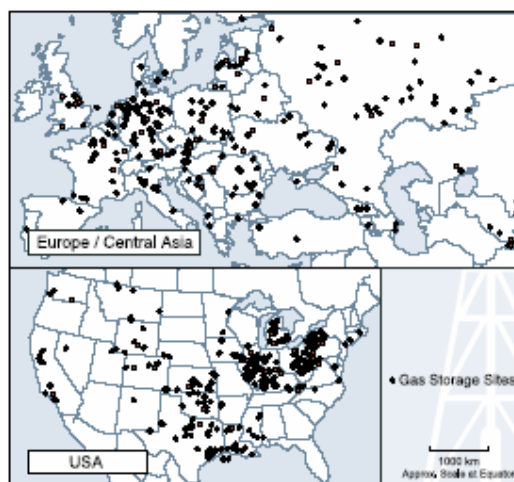 Europe / Central Asia
USA
Gas Storage Sites
1000 km
Approx. Scale at Equator